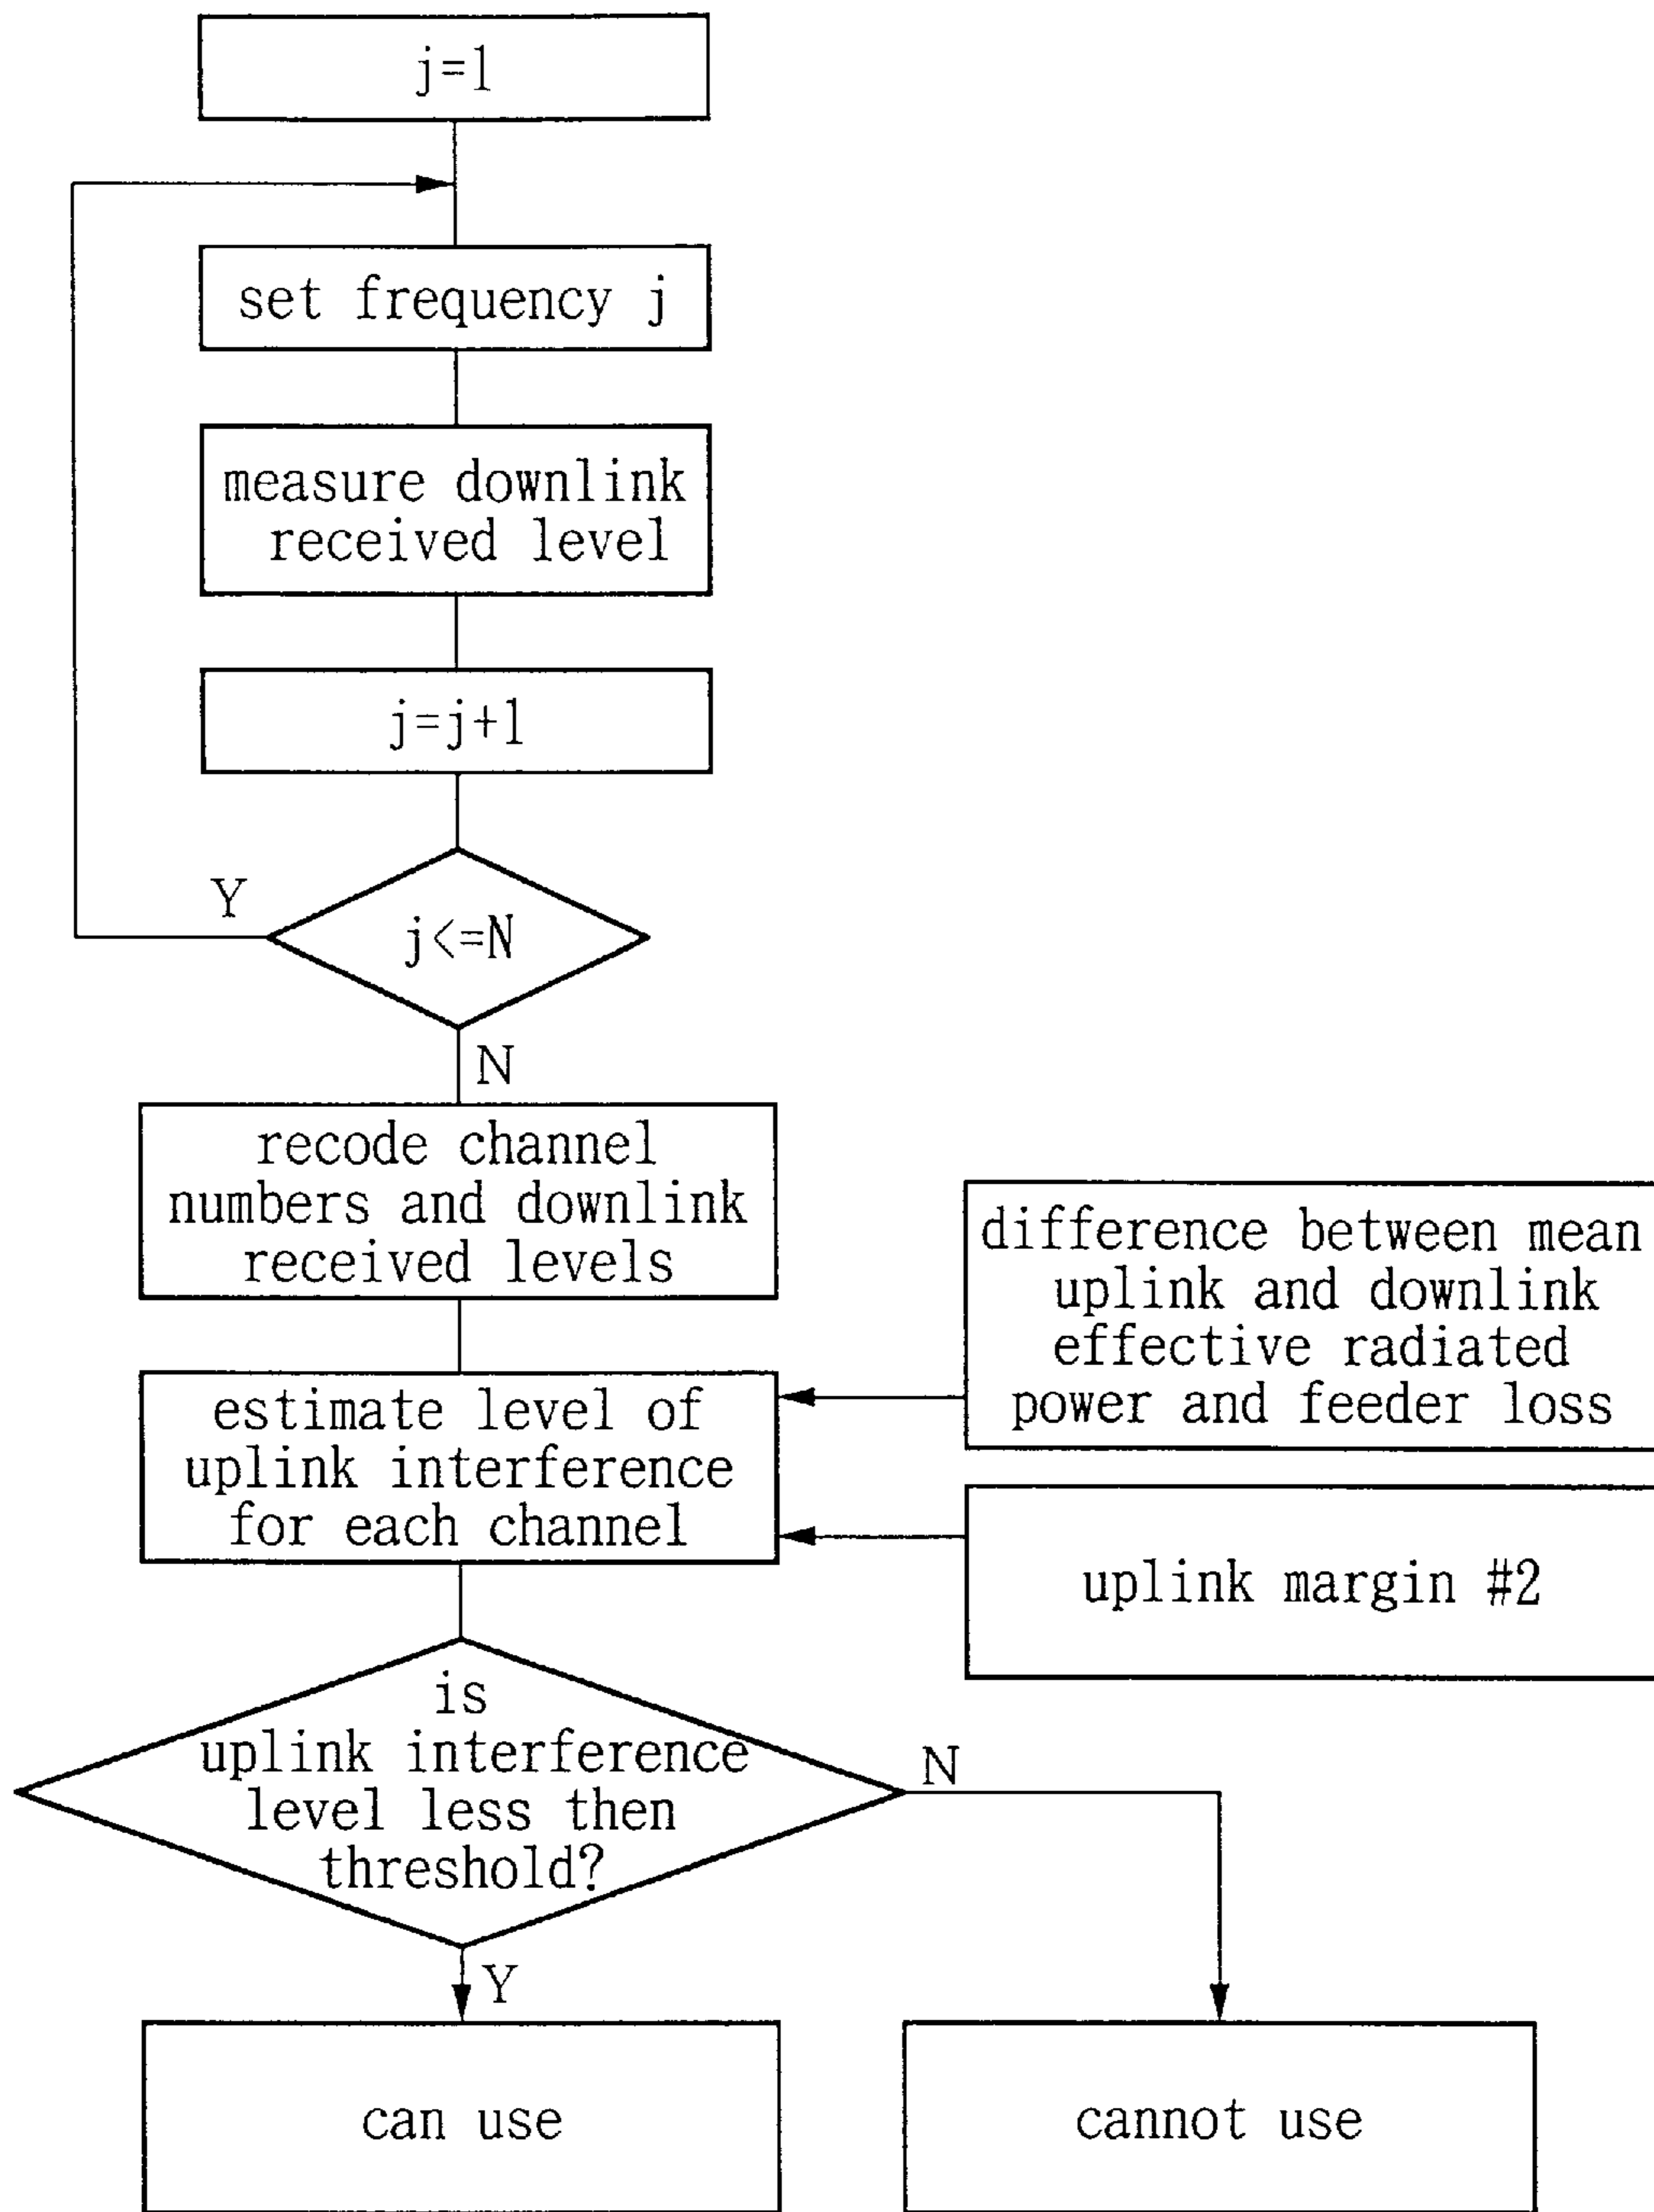 j=1
set frequency j
measure downlink
received level
j=j+1
Y
j<=N
N
recode channel
numbers and downlink
received levels
difference between mean
uplink and downlink
effective radiated
power and feeder loss
estimate level of
uplink interference
for each channel
uplink margin #2
is
uplink interference
level less then
threshold?
N
Y
can use
cannot use